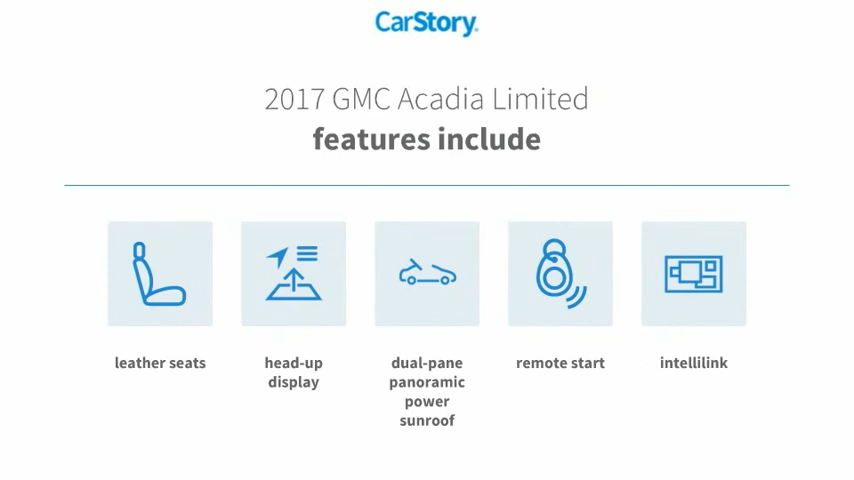 CarStory
2017 GMC Acadia Limited
features include
leather seats
head-up
display
dual-pane
panoramic
power
sunroof
remote start
intellilink